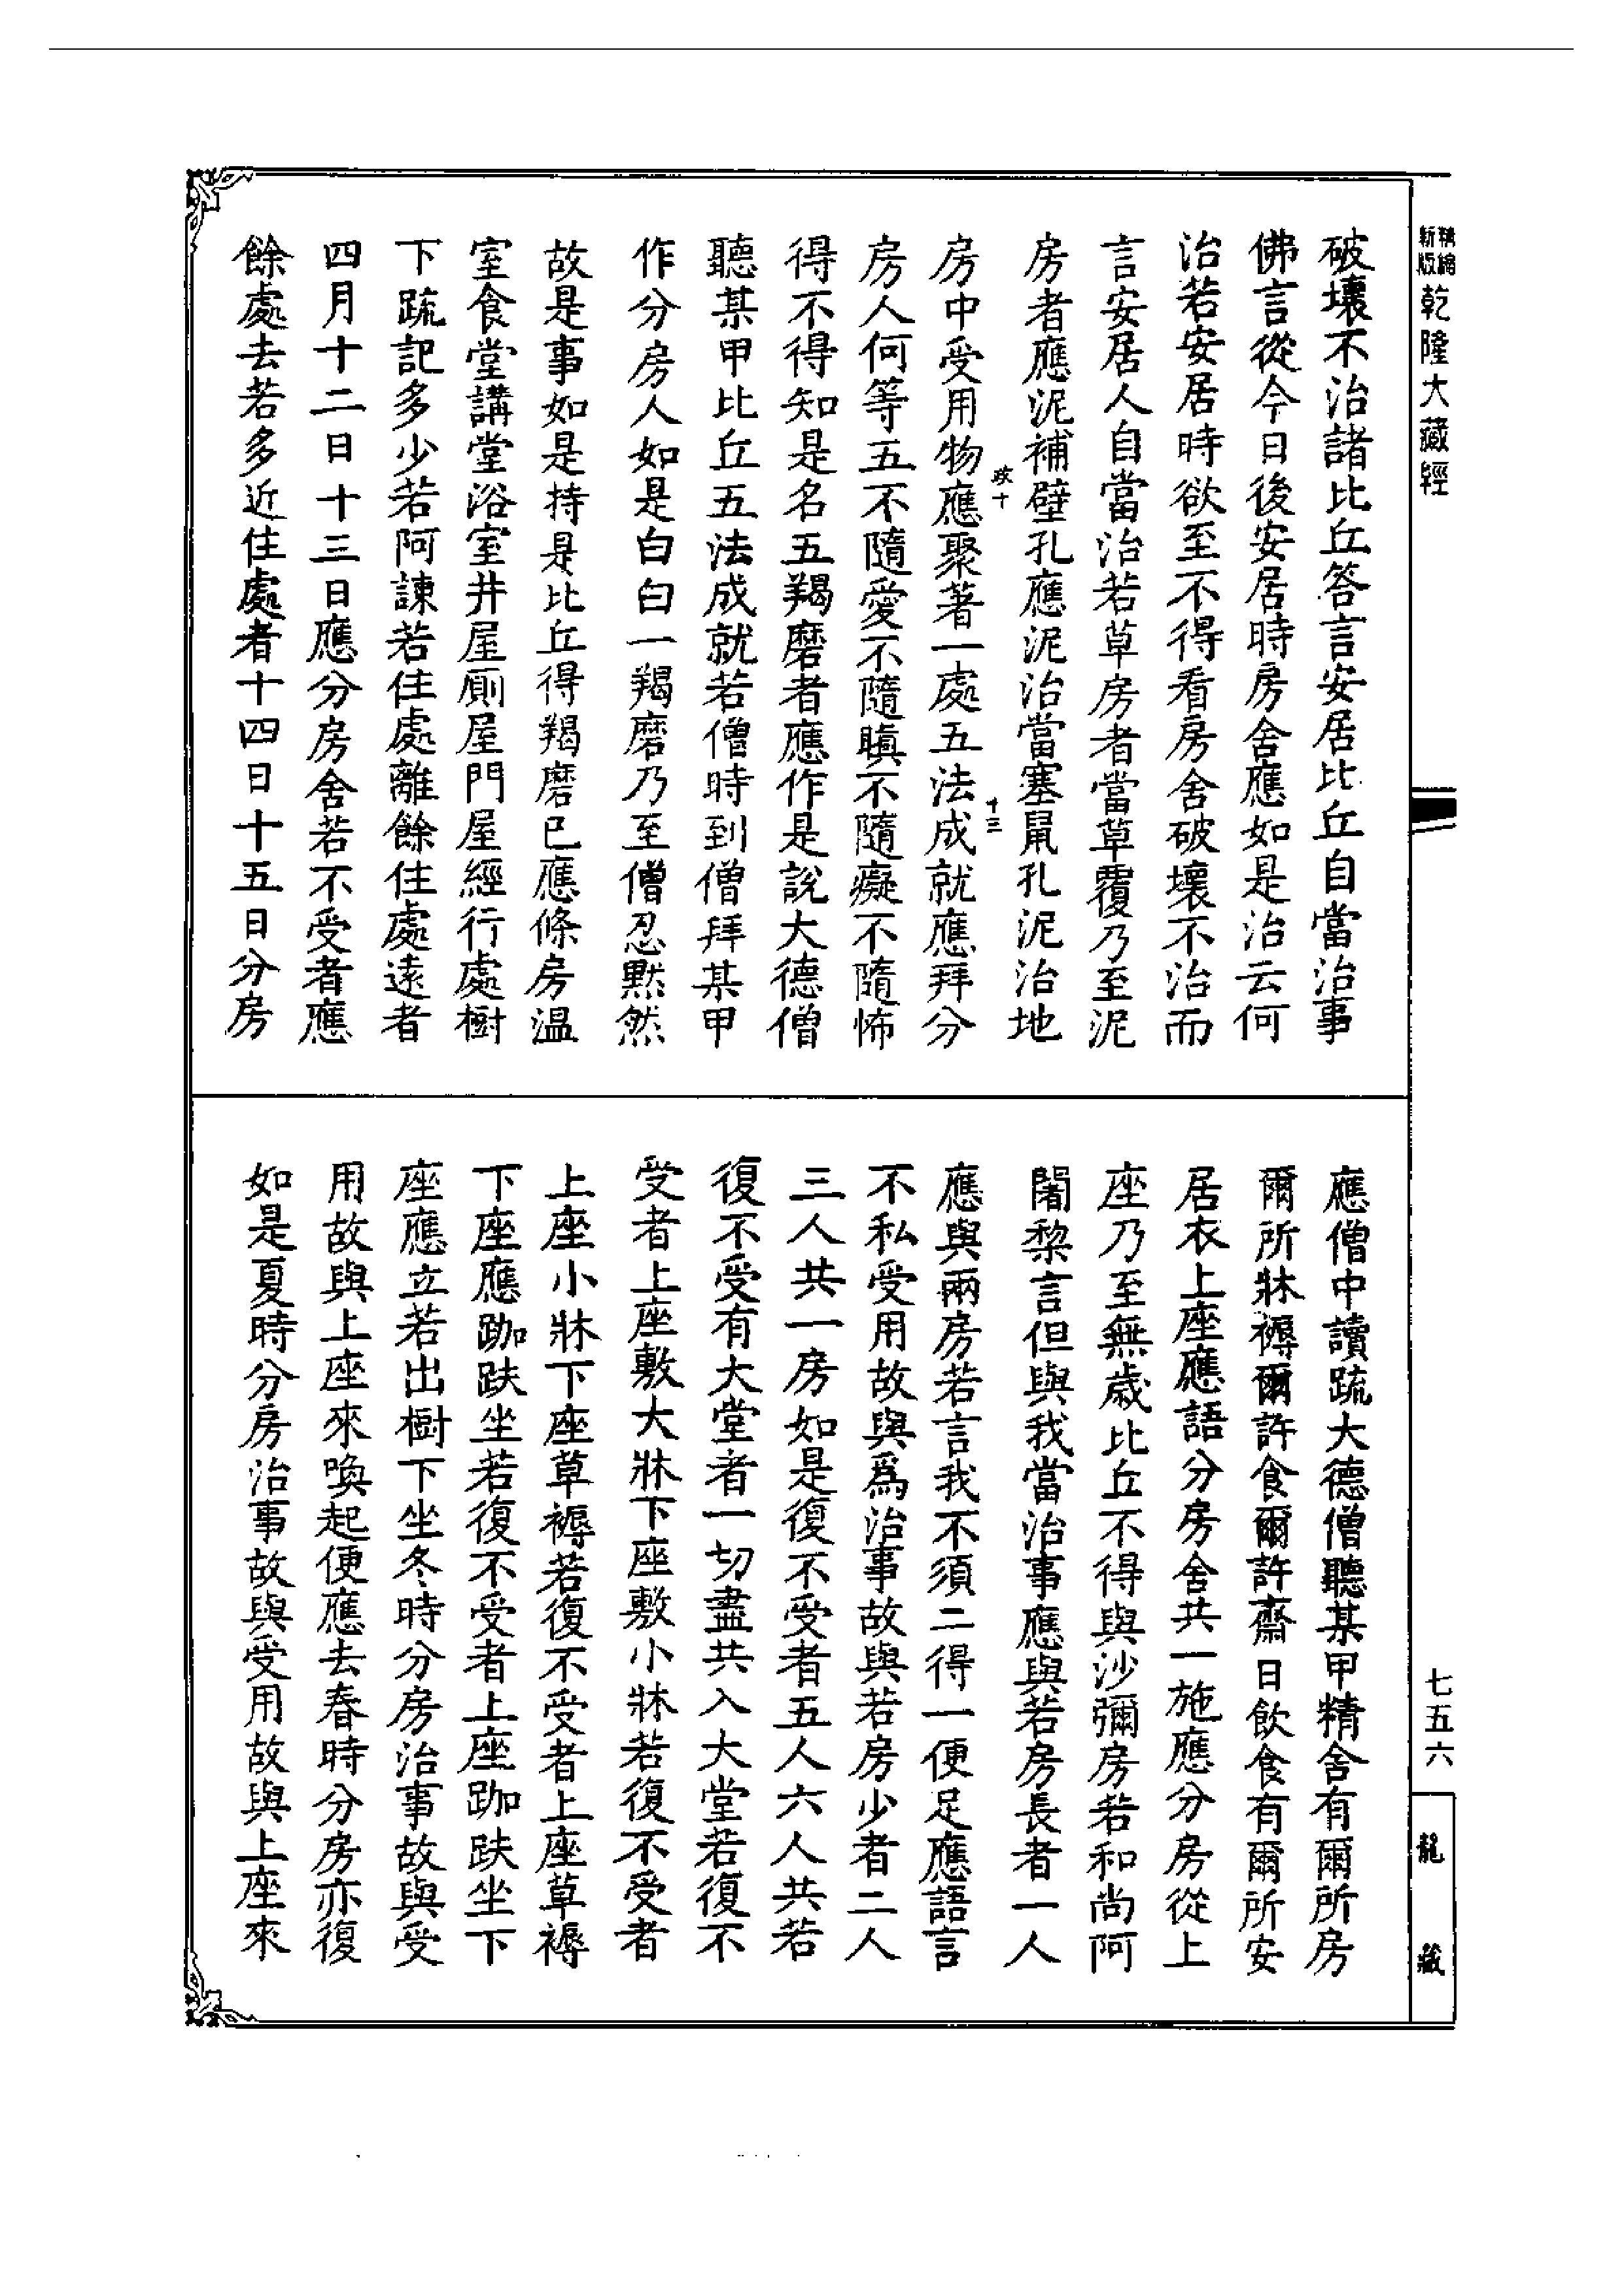 新編縮版乾隆大藏經
破壞不治諸比丘答言安居比丘自當治事
佛言從今日後安居時房舍應如是治云何
治若安居時欲至不得看房舍破壞不治而
言安居人自當治若草房者當草覆乃至泥
房者應泥補壁孔應泥治當塞鼠孔泥治地
政十
十三
房中受用物應聚著一處五法成就應拜分
房人何等五不隨愛不隨瞋不隨癡不隨怖
得不得知是名五羯磨者應作是說大德僧
聽某甲比丘五法成就若僧時到僧拜某甲
作分房人如是白白一羯磨乃至僧忍默然
故是事如是持是比丘得羯磨已應條房溫
室食堂講堂浴室井屋廁屋門屋經行處樹
下䟽記多少若阿諫若住處離餘住處遠者
四月十二日十三日應分房舍若不受者應
餘處去若多近住處者十四日十五日分房
應僧中讀䟽大德僧聽某甲精舍有爾所房
爾所牀褥爾許食爾許齋日飲食有爾所安
居衣上座應語分房舍共一施應分房從上
座乃至無歲比丘不得與沙彌房若和尚阿
闍黎言但與我當治事應與若房長者一人
應與兩房若言我不須二得一便足應語言
不私受用故與爲治事故與若房少者二人
三人共一房如是復不受者五人六人共若
復不受有大堂者一切盡共入大堂若復不
受者上座敷大牀下座敷小牀若復不受者
上座小牀下座草褥若復不受者上座草褥
下座應跏趺坐若復不受者上座跏趺坐下
座應立若出樹下坐冬時分房治事故與受
用故與上座來喚起便應去春時分房亦復
如是夏時分房治事故與受用故與上座來
七五六
龍藏